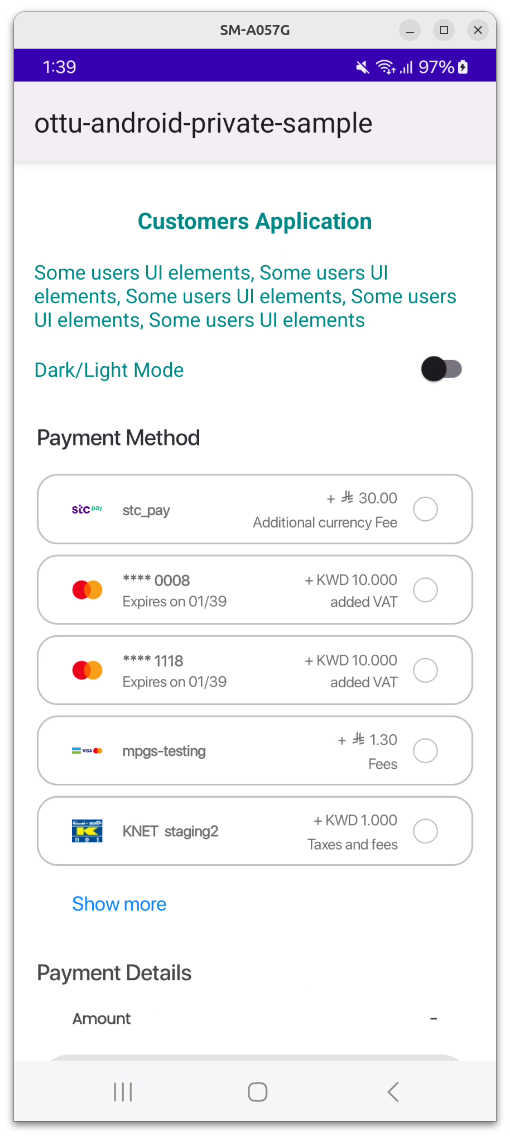 SM-A057G
1:39
97%
ottu-android-private-sample
Customers Application
Some users UI elements, Some users UI
elements, Some users UI elements, Some users
UI elements, Some users UI elements
Dark/Light Mode
Payment Method
stc pay
stc_pay
+ ⃁ 30.00
Additional currency Fee
**** 0008
+ KWD 10.000
Expires on 01/39
added VAT
**** 1118
+ KWD 10.000
Expires on 01/39
added VAT
VISA
mpgs-testing
+ ⃁ 1.30
Fees
K
net
KNET staging2
+ KWD 1.000
Taxes and fees
Show more
Payment Details
Amount
-